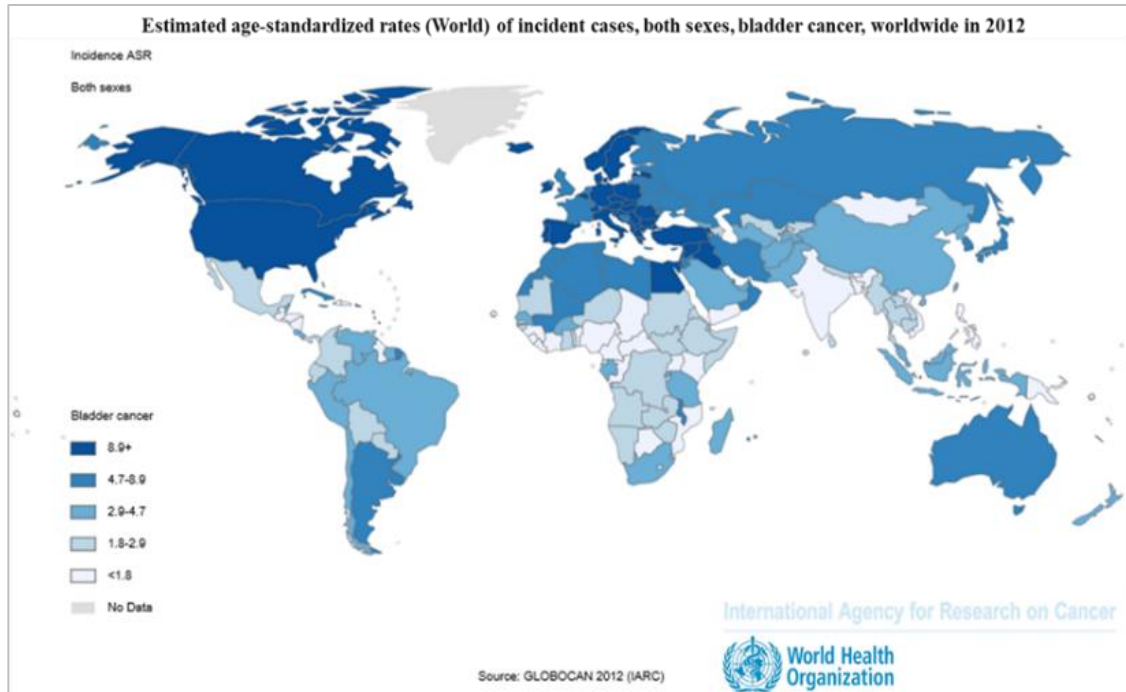 Estimated age-standardized rates (World) of incident cases, both sexes, bladder cancer, worldwide in 2012
Incidence ASR
Both sexes
Bladder cancer
8.9+
4.7-8.9
2.9-4.7
1.8-2.9
<1.8
No Data
Source: GLOBOCAN 2012 (IARC)
International Agency for Research on Cancer
World Health
Organization